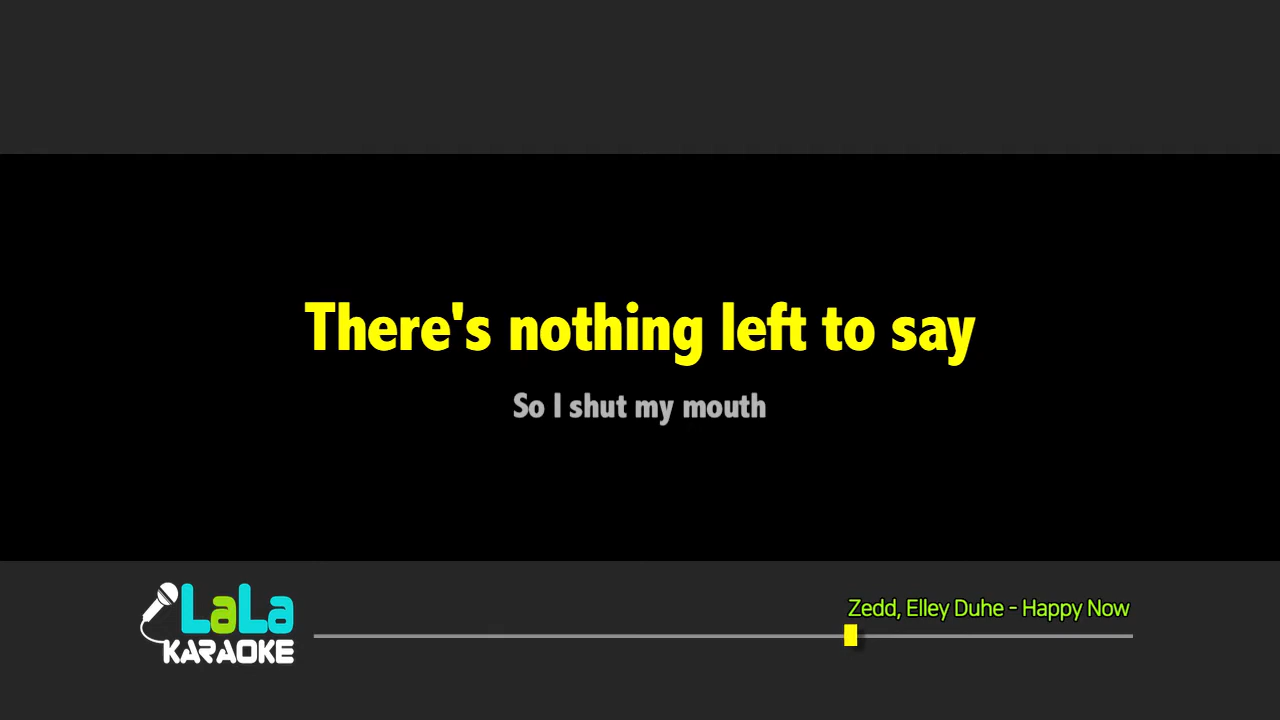 There's nothing left to say
So I shut my mouth
LaLa
KARAOKE
Zedd, Elley Duhe - Happy Now